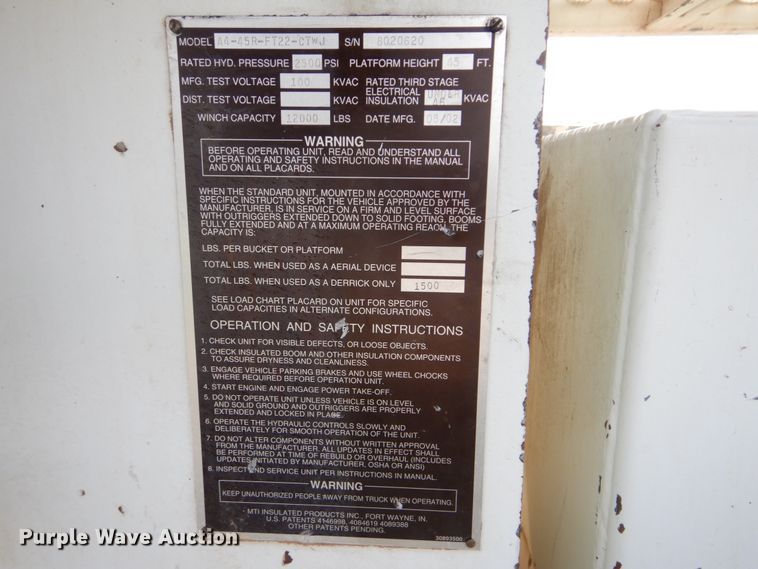 MODEL A4-45R-FT22-CTWJ S/N 8020620
RATED HYD. PRESSURE 2500 PSI PLATFORM HEIGHT 45 FT.
MFG. TEST VOLTAGE 100 KVAC RATED THIRD STAGE
DIST. TEST VOLTAGE KVAC ELECTRICAL INSULATION UNDER 46 KVAC
WINCH CAPACITY 12000 LBS DATE MFG. 08/02
WARNING
BEFORE OPERATING UNIT, READ AND UNDERSTAND ALL
OPERATING AND SAFETY INSTRUCTIONS IN THE MANUAL
AND ON ALL PLACARDS.
WHEN THE STANDARD UNIT, MOUNTED IN ACCORDANCE WITH
SPECIFIC INSTRUCTIONS FOR THE VEHICLE APPROVED BY THE
MANUFACTURER, IS IN SERVICE ON A FIRM AND LEVEL SURFACE
WITH OUTRIGGERS EXTENDED DOWN TO SOLID FOOTING, BOOMS
FULLY EXTENDED AND AT A MAXIMUM OPERATING REACH, THE
CAPACITY IS:
LBS. PER BUCKET OR PLATFORM
TOTAL LBS. WHEN USED AS A AERIAL DEVICE
TOTAL LBS. WHEN USED AS A DERRICK ONLY 1500
SEE LOAD CHART PLACARD ON UNIT FOR SPECIFIC
LOAD CAPACITIES IN ALTERNATE CONFIGURATIONS.
OPERATION AND SAFETY INSTRUCTIONS
1. CHECK UNIT FOR VISIBLE DEFECTS, OR LOOSE OBJECTS.
2. CHECK INSULATED BOOM AND OTHER INSULATION COMPONENTS
TO ASSURE DRYNESS AND CLEANLINESS.
3. ENGAGE VEHICLE PARKING BRAKES AND USE WHEEL CHOCKS
WHERE REQUIRED BEFORE OPERATION UNIT.
4. START ENGINE AND ENGAGE POWER TAKE-OFF.
5. DO NOT OPERATE UNIT UNLESS VEHICLE IS ON LEVEL
AND SOLID GROUND AND OUTRIGGERS ARE PROPERLY
EXTENDED AND LOCKED IN PLACE.
6. OPERATE THE HYDRAULIC CONTROLS SLOWLY AND
DELIBERATELY FOR SMOOTH OPERATION OF THE UNIT.
7. DO NOT ALTER COMPONENTS WITHOUT WRITTEN APPROVAL
FROM THE MANUFACTURER. ALL UPDATES IN EFFECT SHALL
BE PERFORMED AT TIME OF REBUILD OR OVERHAUL (INCLUDES
UPDATES INITIATED BY MANUFACTURER, OSHA OR ANSI)
8. INSPECT AND SERVICE UNIT PER INSTRUCTIONS IN MANUAL.
WARNING
KEEP UNAUTHORIZED PEOPLE AWAY FROM TRUCK WHEN OPERATING.
MTI INSULATED PRODUCTS INC., FORT WAYNE, IN.
U.S. PATENTS 4146996, 4084619 4089388
OTHER PATENTS PENDING.
30893500
Purple Wave Auction